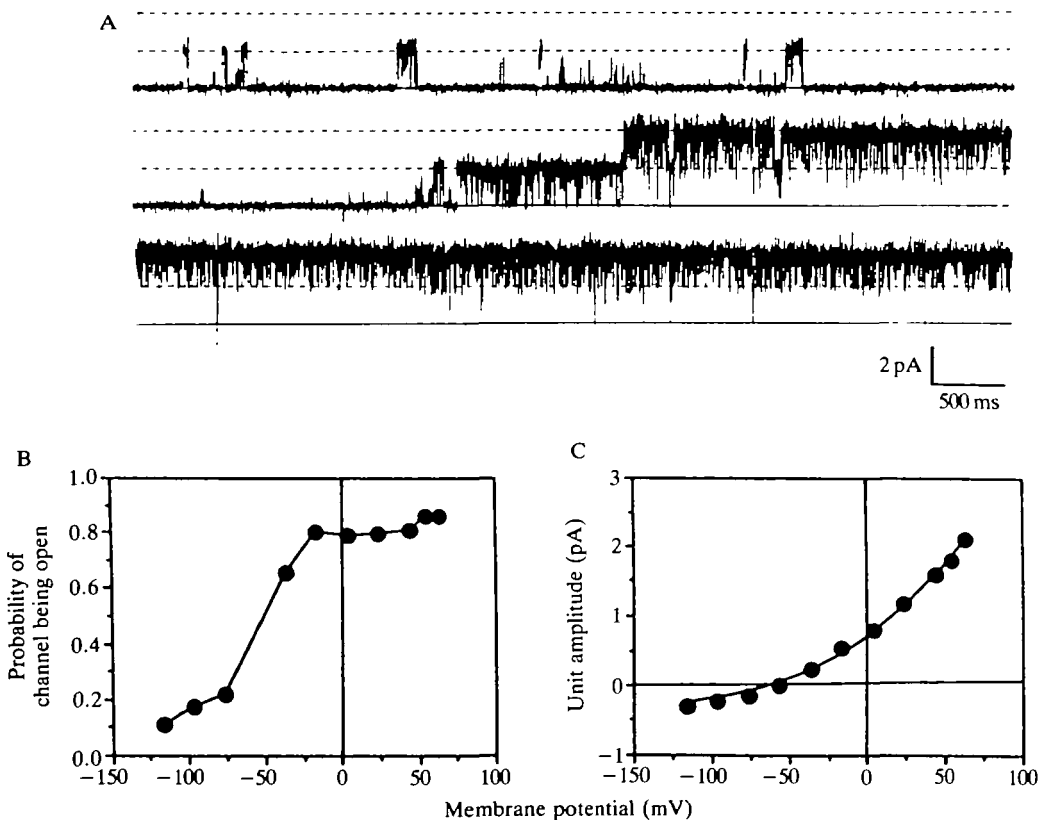 A
2 pA
500 ms
B
Probability of
channel being open
1.0
0.8
0.6
0.4
0.2
0.0
−150
−100
−50
0
50
100
C
Unit amplitude (pA)
3
2
1
0
−1
−150
−100
−50
0
50
100
Membrane potential (mV)